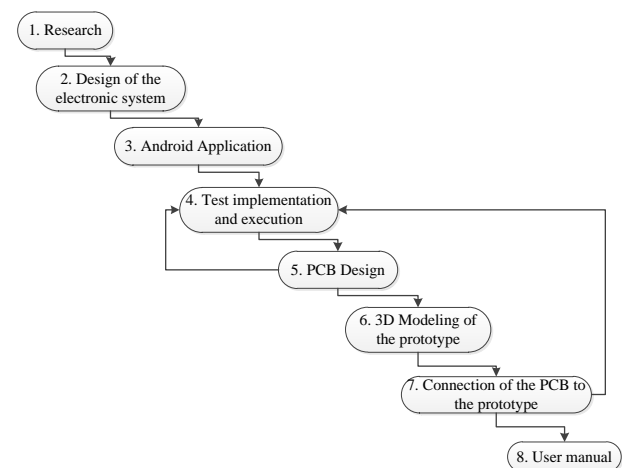 1. Research
2. Design of the
electronic system
3. Android Application
4. Test implementation
and execution
5. PCB Design
6. 3D Modeling of
the prototype
7. Connection of the PCB to
the prototype
8. User manual